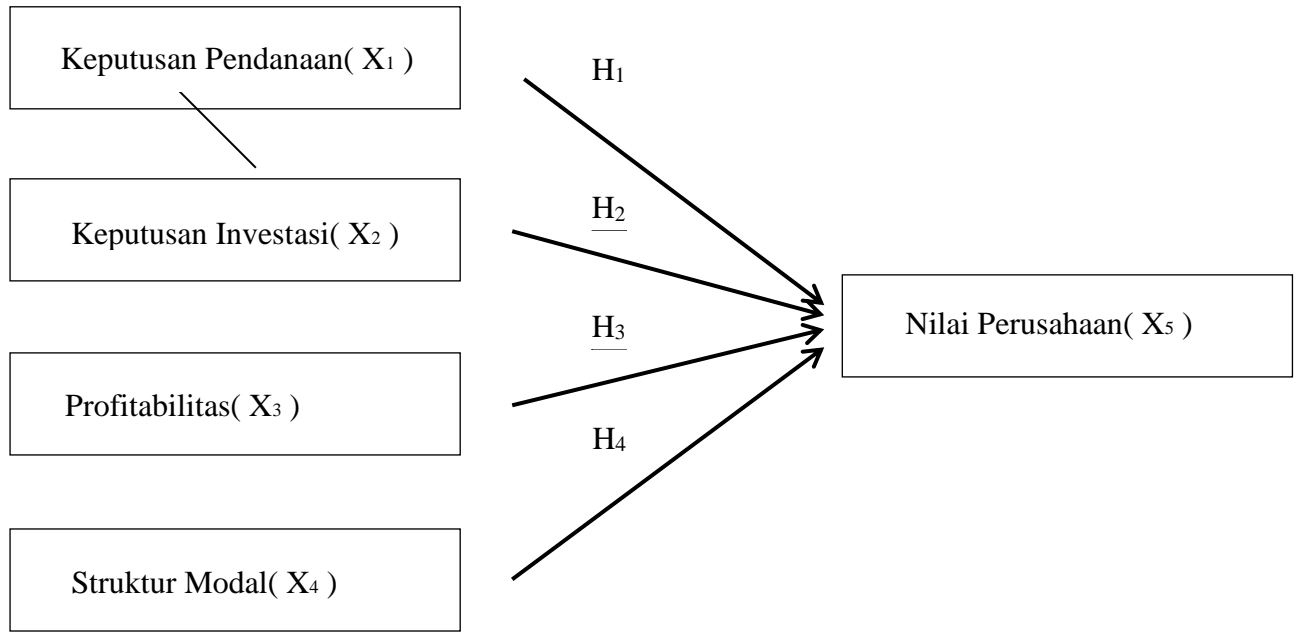 Keputusan Pendanaan( X₁ )
H₁
Keputusan Investasi( X₂ )
H₂
Profitabilitas( X₃ )
H₃
Nilai Perusahaan( X₅ )
H₄
Struktur Modal( X₄ )